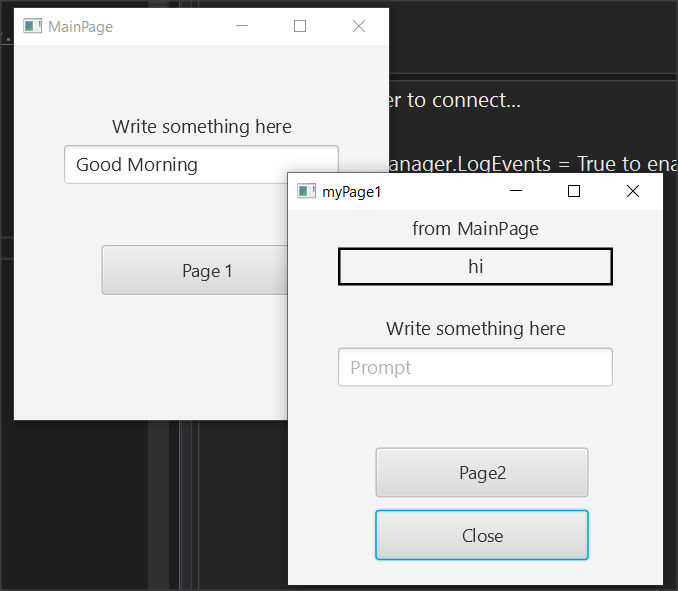 MainPage
er to connect...
Write something here
Good Morning
anager.LogEvents = True to ena
myPage1
from MainPage
Page 1
hi
Write something here
Prompt
Page2
Close